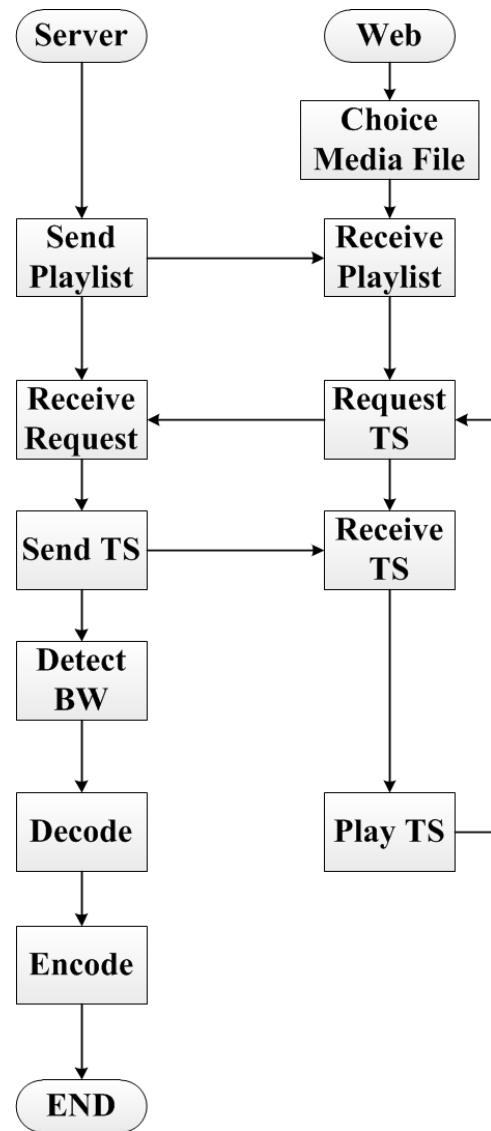 Server
Web
Choice
Media File
Send
Playlist
Receive
Playlist
Receive
Request
Request
TS
Send TS
Receive
TS
Detect
BW
Decode
Play TS
Encode
END